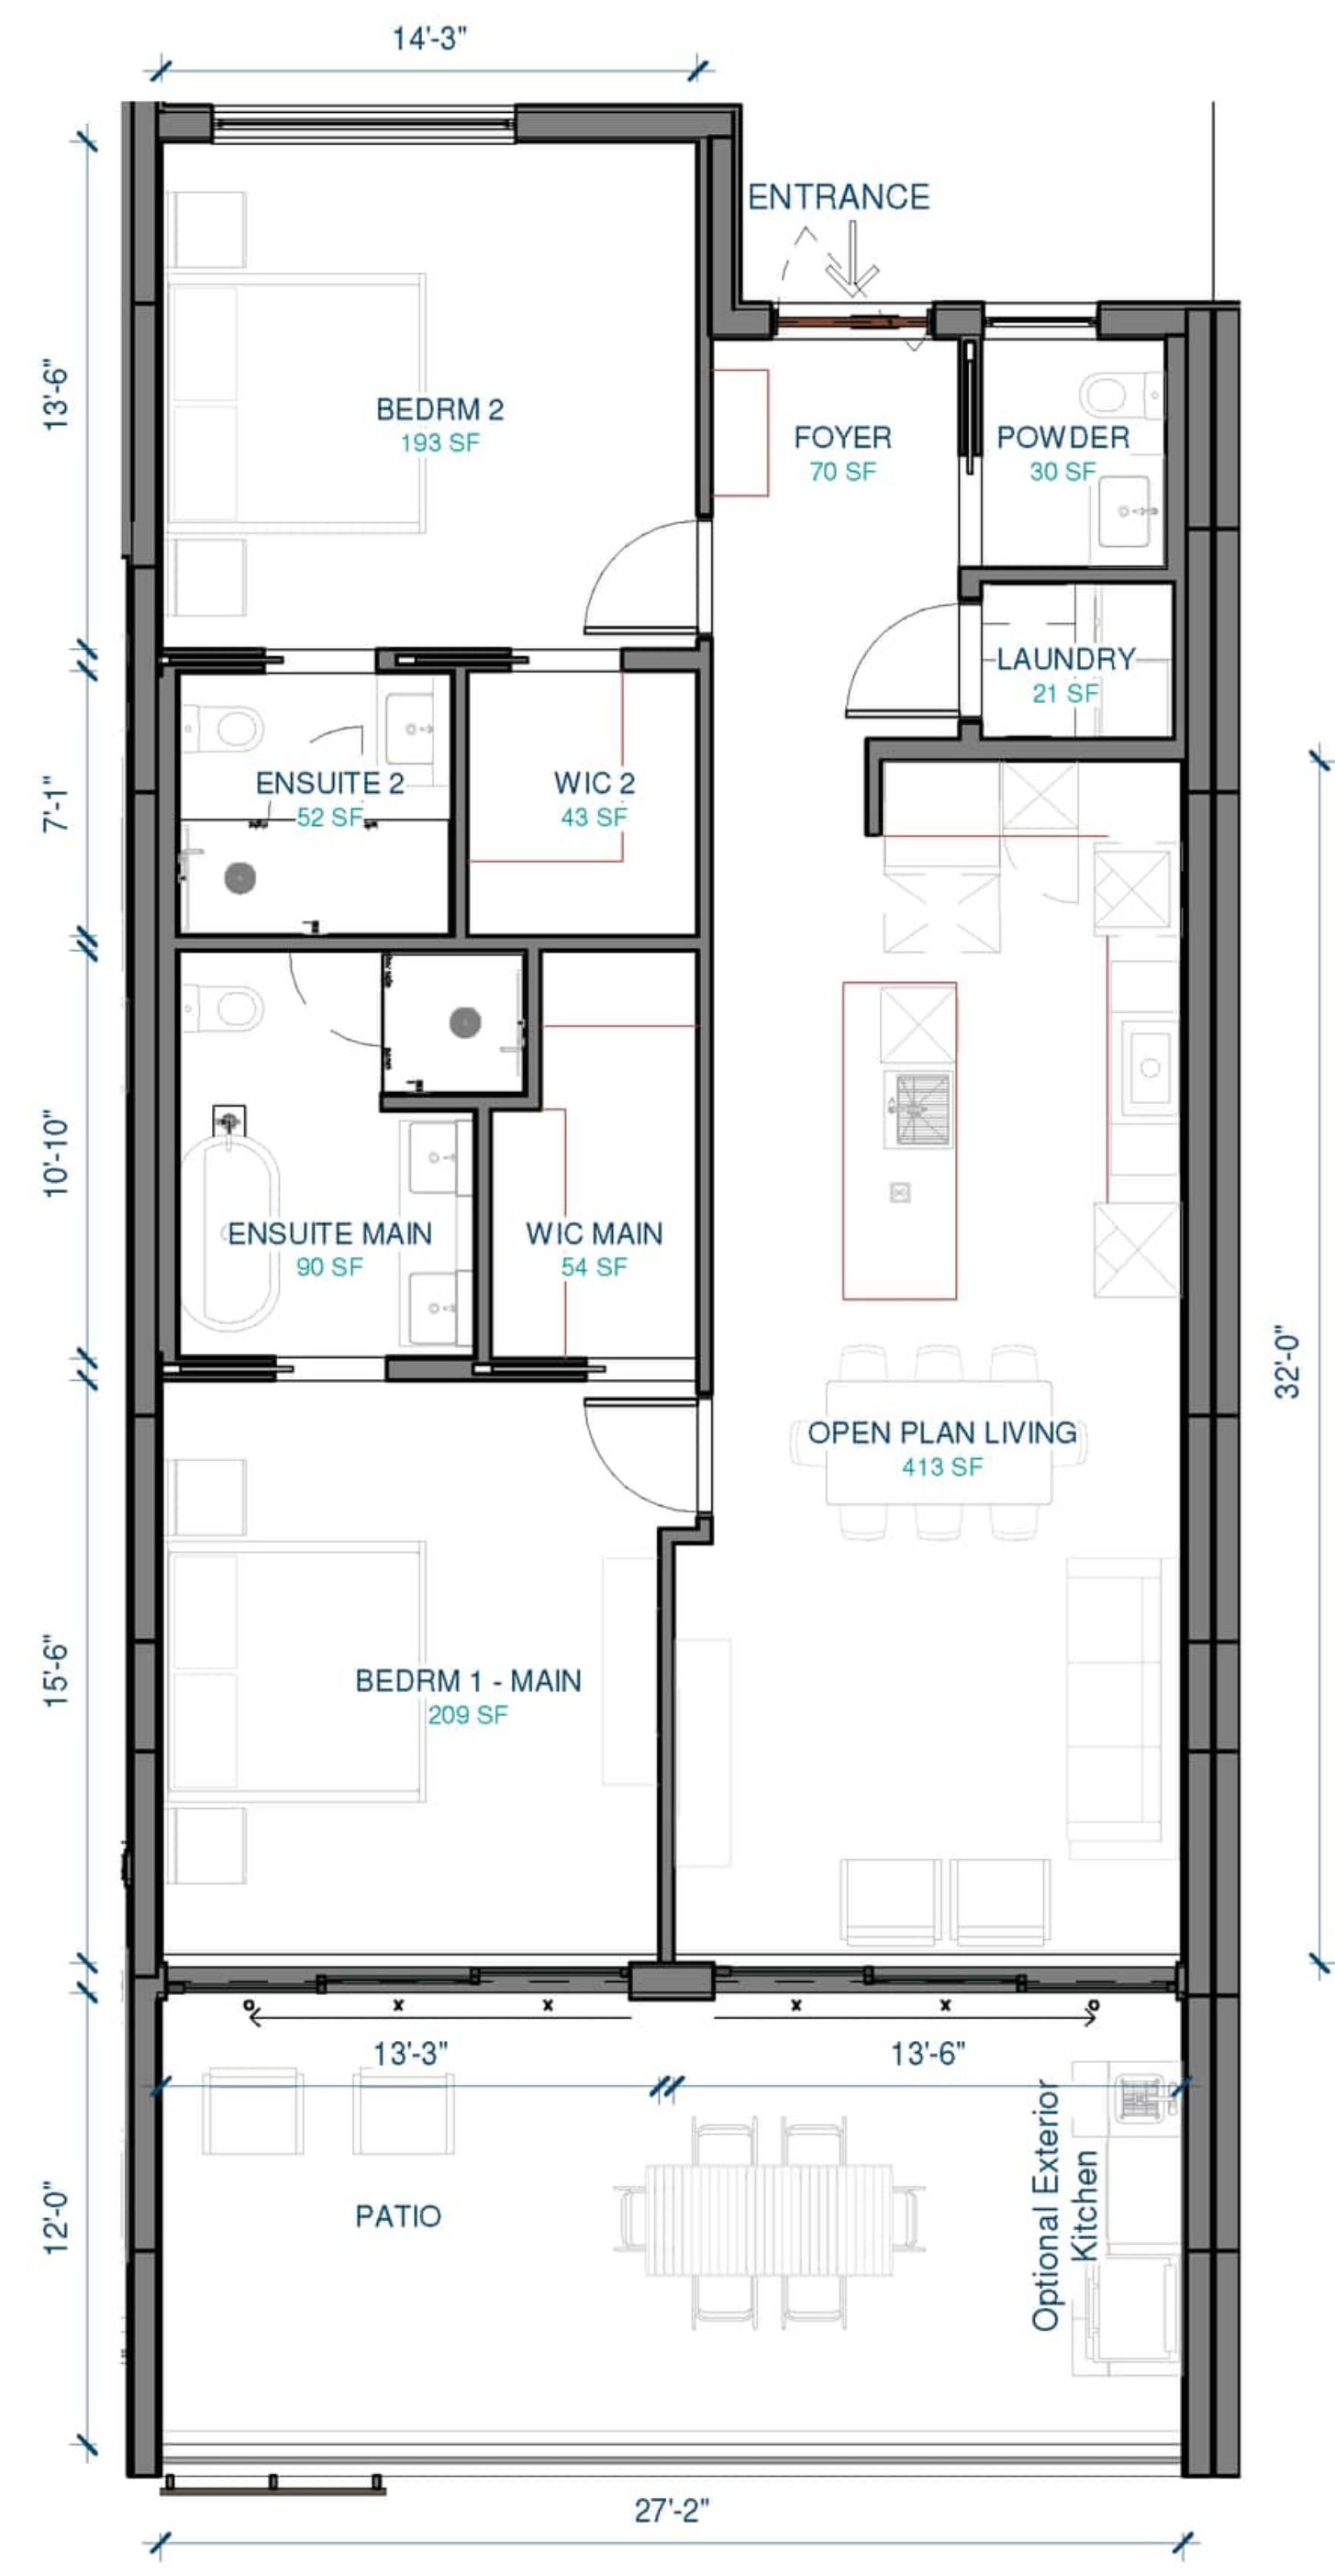 14'-3"
ENTRANCE
13'-6"
BEDRM 2
193 SF
FOYER
70 SF
POWDER
30 SF
LAUNDRY
21 SF
7'-1"
ENSUITE 2
52 SF
WIC 2
43 SF
10'-10"
ENSUITE MAIN
90 SF
WIC MAIN
54 SF
32'-0"
OPEN PLAN LIVING
413 SF
15'-6"
BEDRM 1 - MAIN
209 SF
13'-3"
13'-6"
12'-0"
PATIO
Optional Exterior
Kitchen
27'-2"